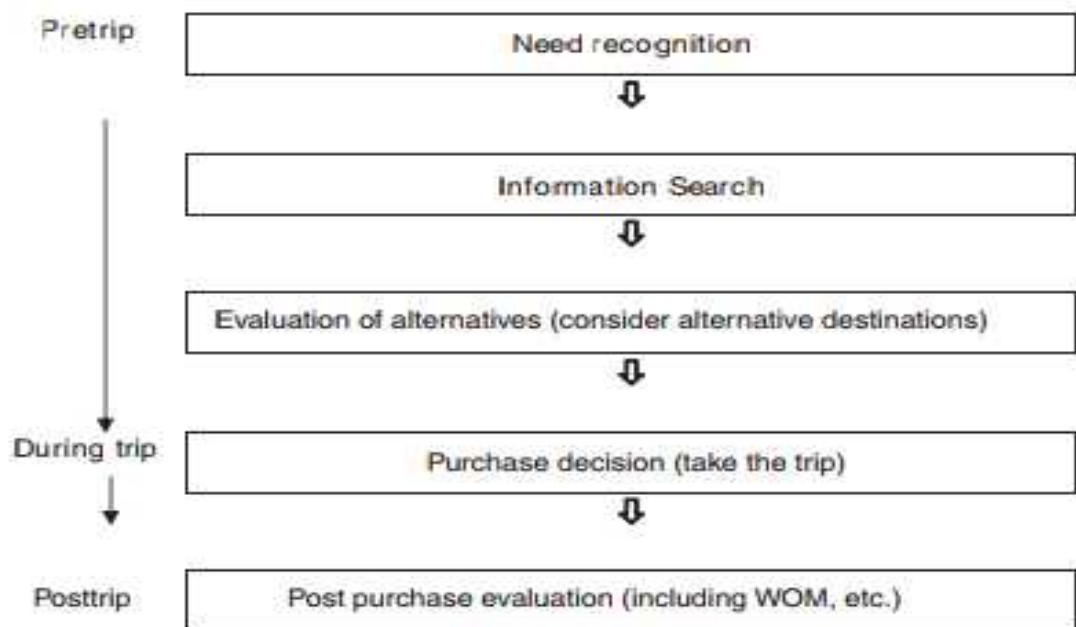 Pretrip
Need recognition
Information Search
Evaluation of alternatives (consider alternative destinations)
During trip
Purchase decision (take the trip)
Posttrip
Post purchase evaluation (including WOM, etc.)